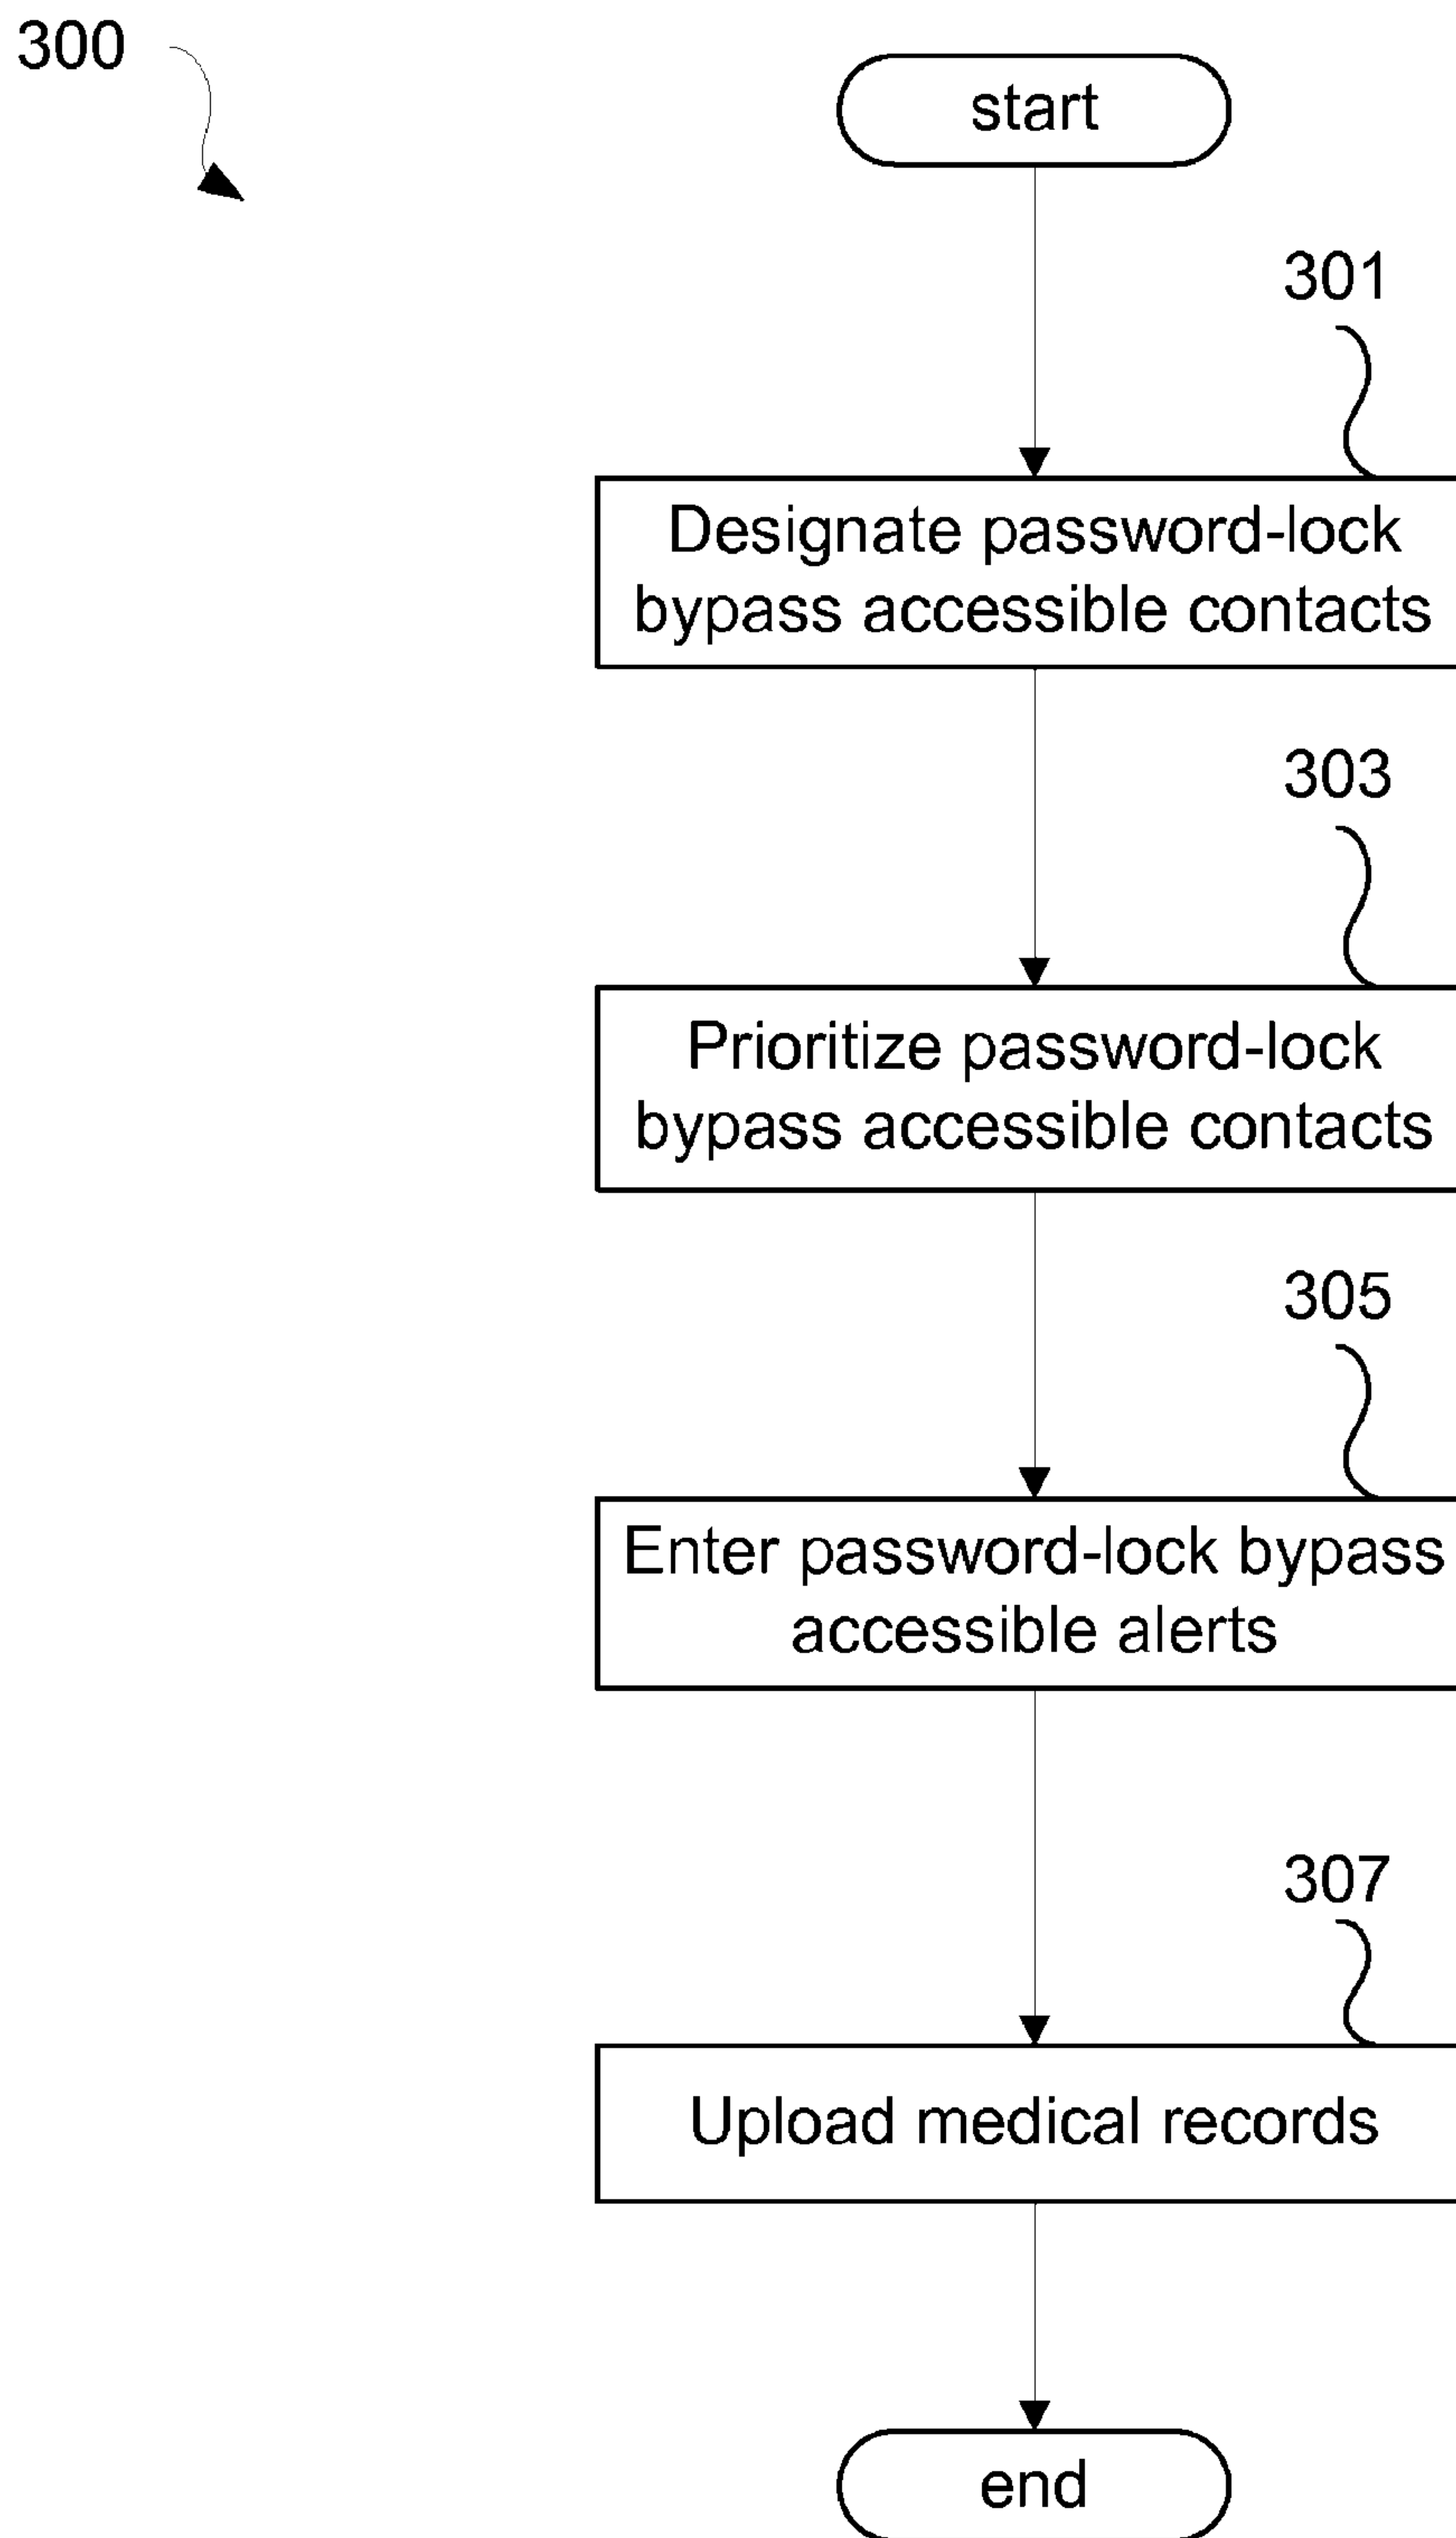 300
start
301
Designate password-lock
bypass accessible contacts
303
Prioritize password-lock
bypass accessible contacts
305
Enter password-lock bypass
accessible alerts
307
Upload medical records
end